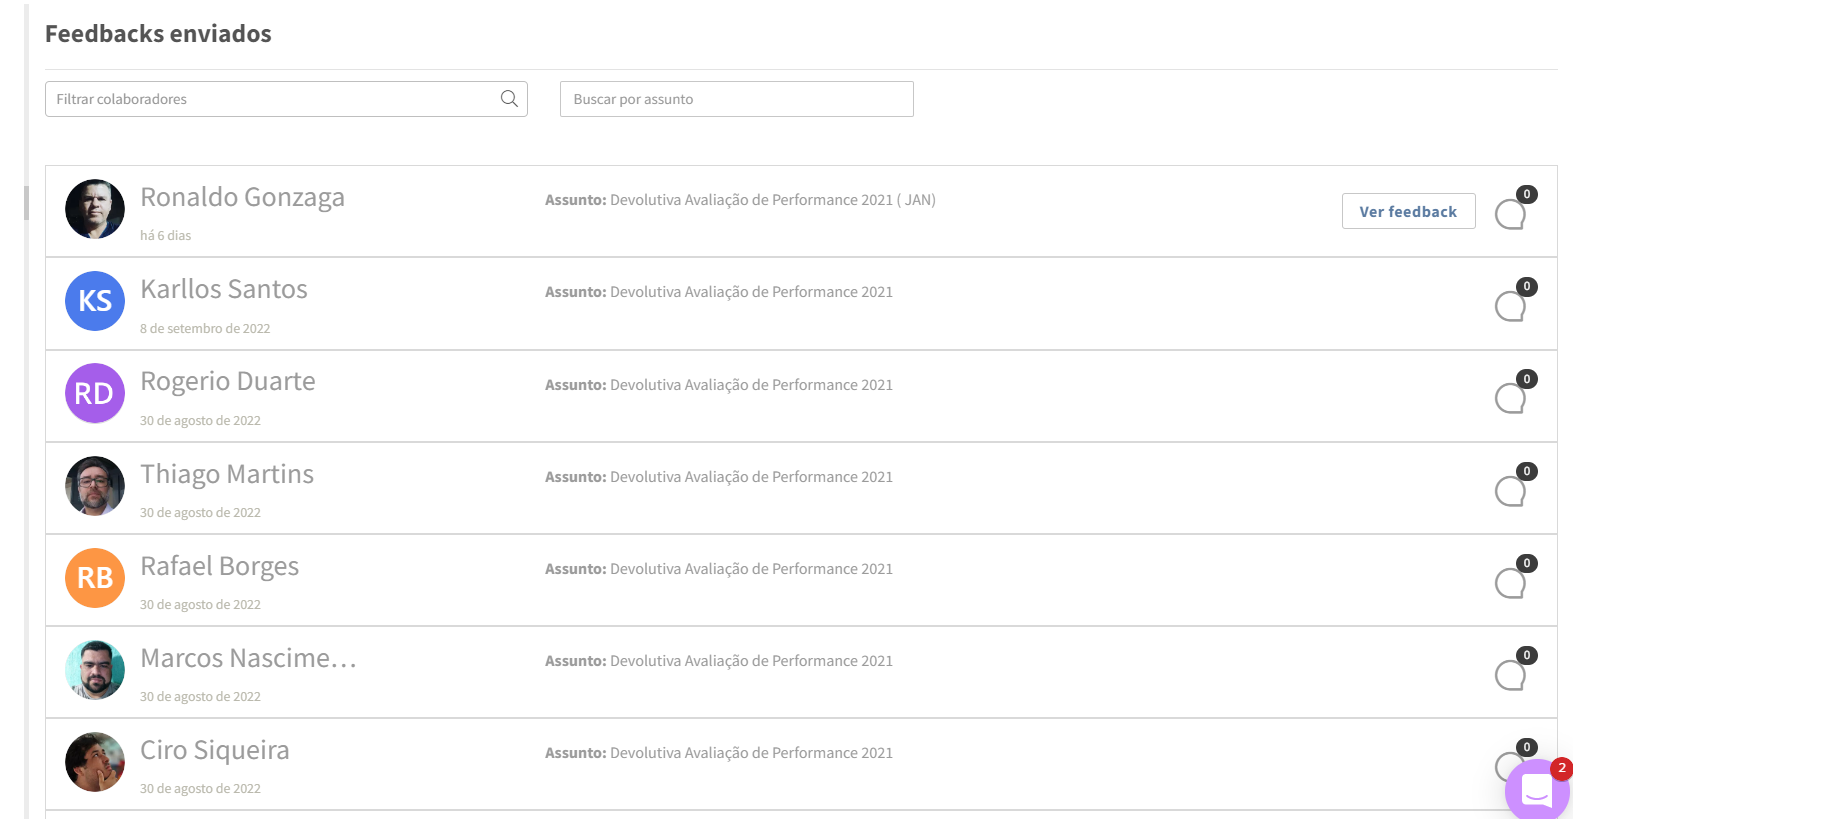 Feedbacks enviados
Filtrar colaboradores
Buscar por assunto
Ronaldo Gonzaga
Assunto: Devolutiva Avaliação de Performance 2021 ( JAN)
Ver feedback
0
há 6 dias
KS
Karllos Santos
Assunto: Devolutiva Avaliação de Performance 2021
0
8 de setembro de 2022
RD
Rogerio Duarte
Assunto: Devolutiva Avaliação de Performance 2021
0
30 de agosto de 2022
Thiago Martins
Assunto: Devolutiva Avaliação de Performance 2021
0
30 de agosto de 2022
RB
Rafael Borges
Assunto: Devolutiva Avaliação de Performance 2021
0
30 de agosto de 2022
Marcos Nascime...
Assunto: Devolutiva Avaliação de Performance 2021
0
30 de agosto de 2022
Ciro Siqueira
Assunto: Devolutiva Avaliação de Performance 2021
0
30 de agosto de 2022
2